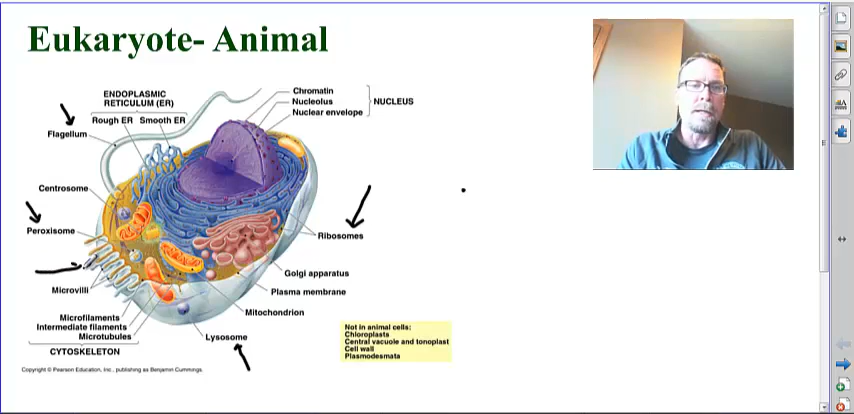 Eukaryote- Animal
ENDOPLASMIC
RETICULUM (ER)
Rough ER Smooth ER
Flagellum
Chromatin
Nucleolus
Nuclear envelope
NUCLEUS
Centrosome
Peroxisome
Ribosomes
Golgi apparatus
Plasma membrane
Mitochondrion
Lysosome
Microvilli
Microfilaments
Intermediate filaments
Microtubules
CYTOSKELETON
Not in animal cells:
Chloroplasts
Central vacuole and tonoplast
Cell wall
Plasmodesmata
Copyright © Pearson Education, Inc., publishing as Benjamin Cummings.